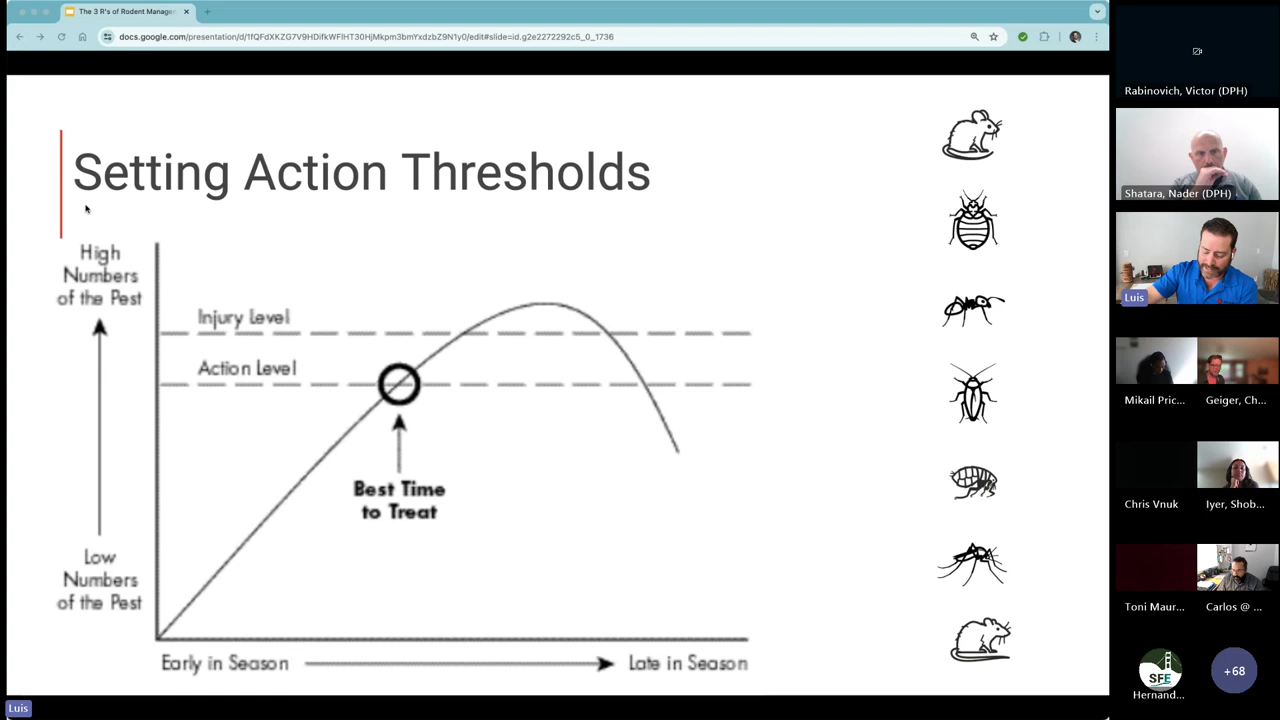 The 3 R's of Rodent Manage
docs.google.com/presentation/d/1fQFdXKZG7V9HDifkWFIHT30HjMkpm3bmYxdzbZ9N1y0/edit#slide=id.g2e2272292c5_0_1736
Setting Action Thresholds
High
Numbers
of the Pest
Injury Level
Action Level
Best Time
to Treat
Low
Numbers
of the Pest
Early in Season
Late in Season
Luis
Rabinovich, Victor (DPH)
Shatara, Nader (DPH)
Luis
Mikail Pric...
Geiger, Ch...
Chris Vnuk
Iyer, Shob...
Toni Maur...
Carlos @ ...
SFE
Hernand...
+68